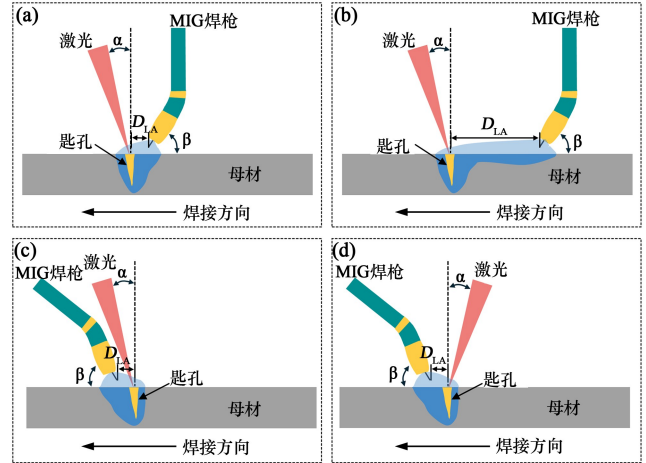 (a)
MIG焊枪
激光
α
D_LA
匙孔
β
母材
焊接方向
(b)
MIG焊枪
激光
α
D_LA
匙孔
β
母材
焊接方向
(c)
激光
MIG焊枪
α
D_LA
β
匙孔
母材
焊接方向
(d)
MIG焊枪
α
激光
D_LA
β
匙孔
母材
焊接方向